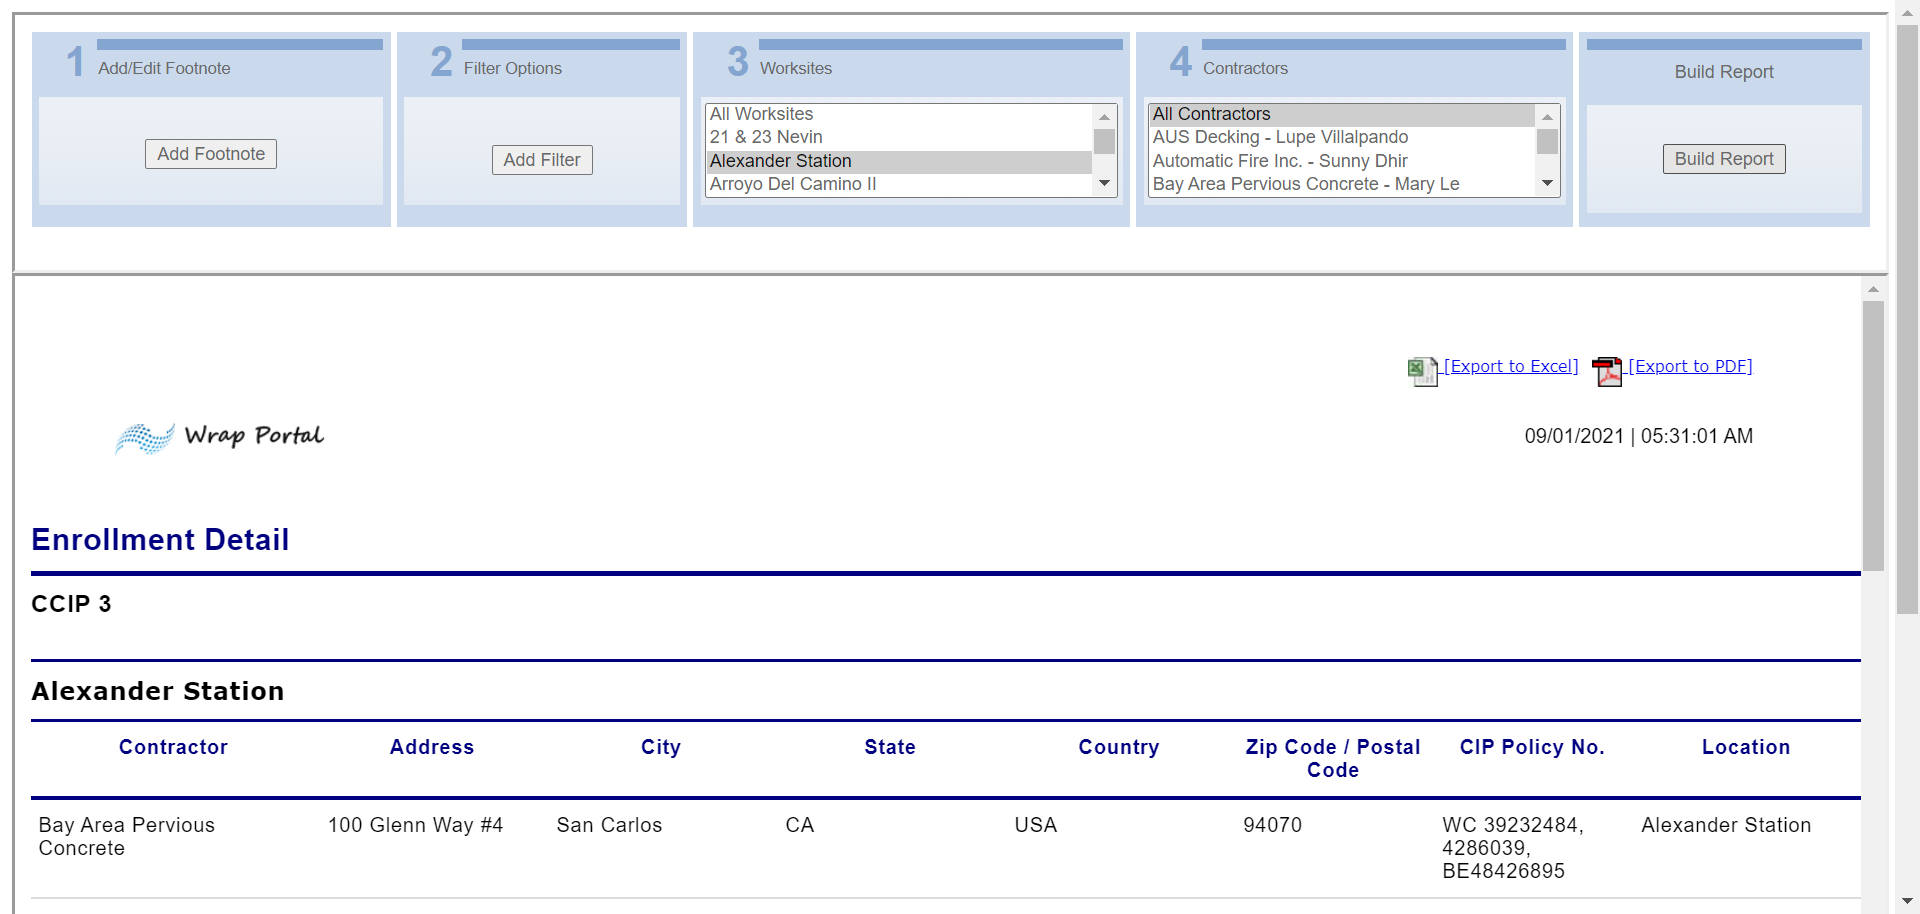 1 Add/Edit Footnote
Add Footnote
2 Filter Options
Add Filter
3 Worksites
All Worksites
21 & 23 Nevin
Alexander Station
Arroyo Del Camino II
4 Contractors
All Contractors
AUS Decking - Lupe Villalpando
Automatic Fire Inc. - Sunny Dhir
Bay Area Pervious Concrete - Mary Le
Build Report
Build Report
[Export to Excel] [Export to PDF]
Wrap Portal
09/01/2021 | 05:31:01 AM
Enrollment Detail
CCIP 3
Alexander Station
Contractor Address City State Country Zip Code / Postal Code CIP Policy No. Location
Bay Area Pervious Concrete 100 Glenn Way #4 San Carlos CA USA 94070 WC 39232484, 4286039, BE48426895 Alexander Station